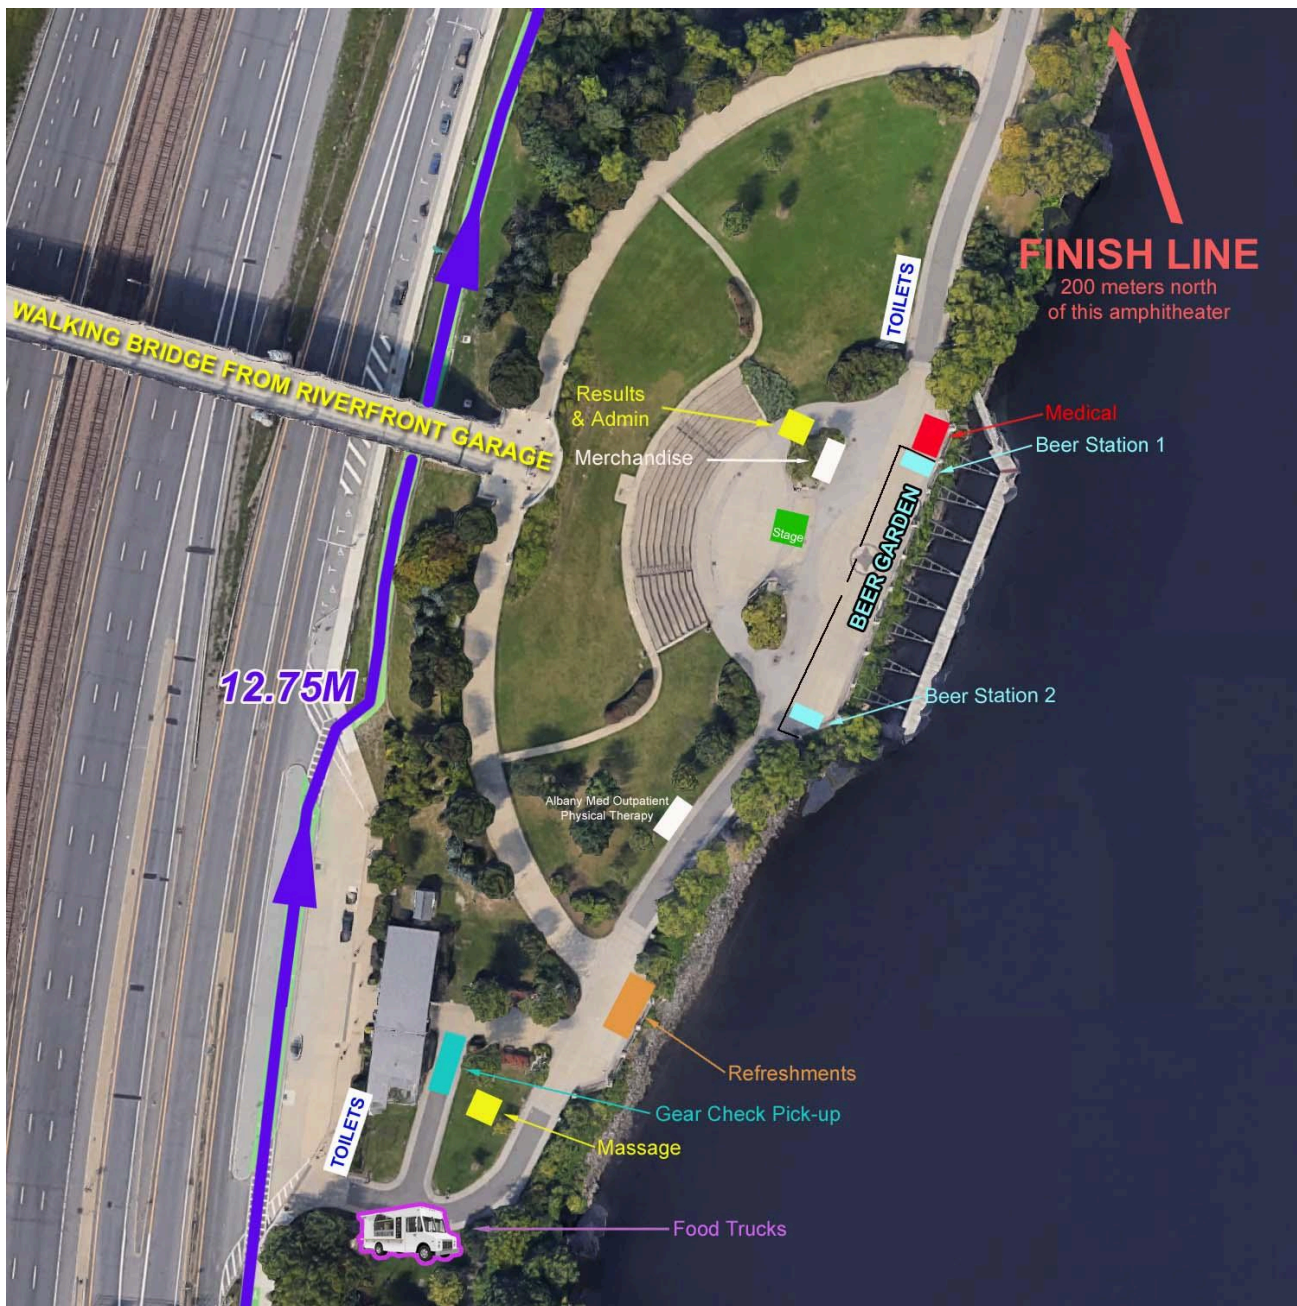 FINISH LINE
200 meters north
of this amphitheater
TOILETS
WALKING BRIDGE FROM RIVERFRONT GARAGE
Results
& Admin
Medical
Merchandise
Beer Station 1
Stage
BEER GARDEN
12.75M
Beer Station 2
Albany Med Outpatient
Physical Therapy
Refreshments
Gear Check Pick-up
TOILETS
Massage
Food Trucks